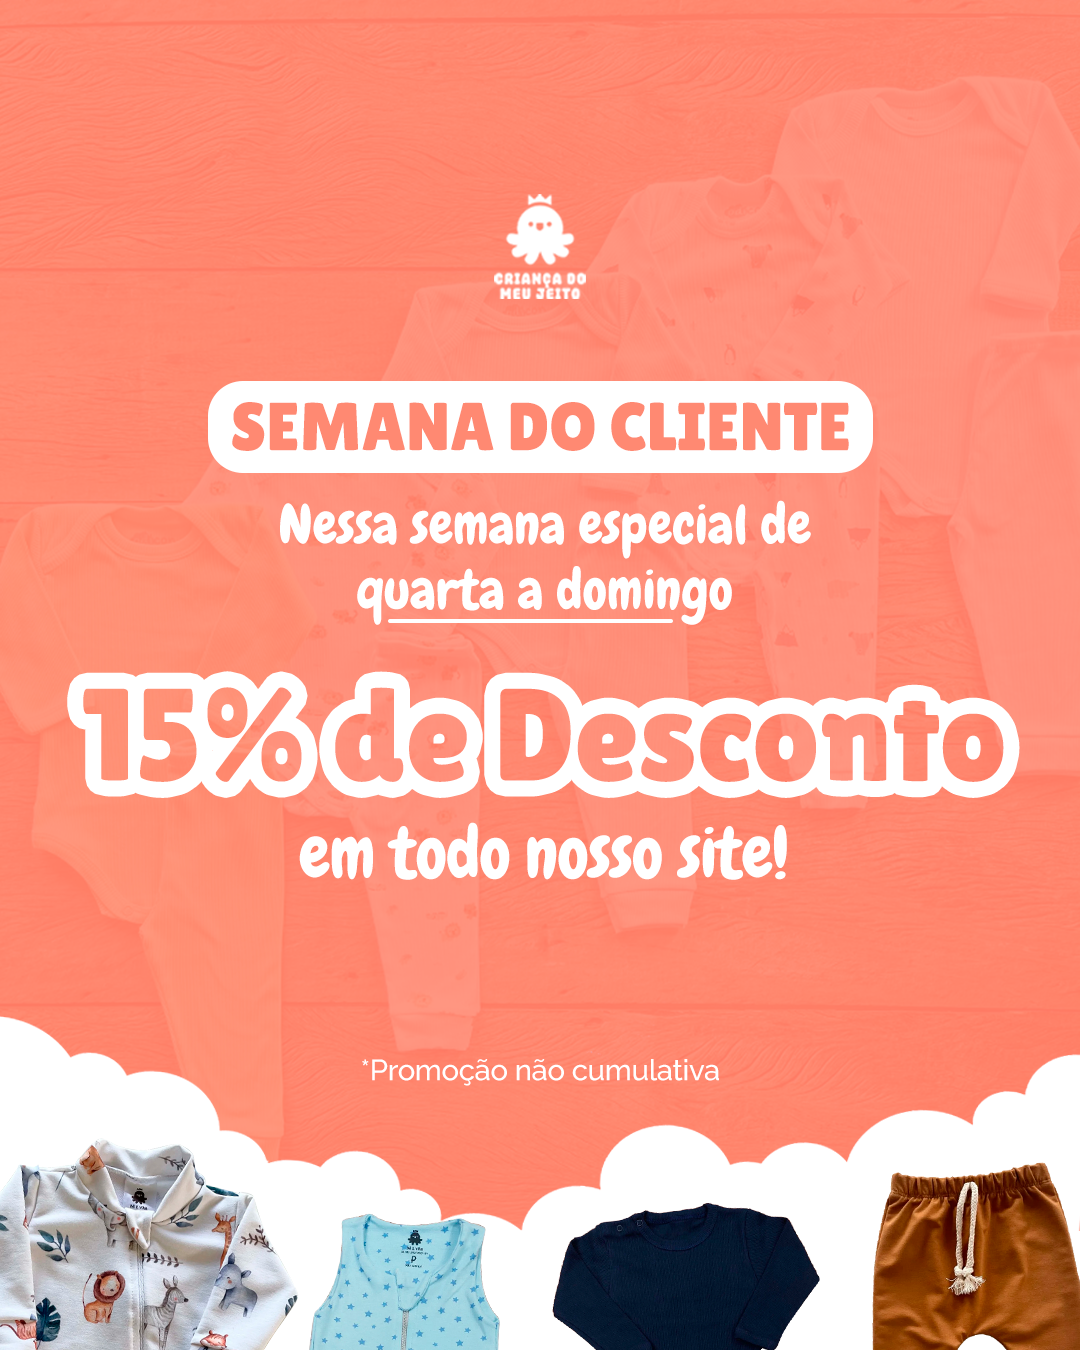 CRIANÇA DO
MEU JEITO
SEMANA DO CLIENTE
Nessa semana especial de
quarta a domingo
15% de Desconto
em todo nosso site!
*Promoção não cumulativa
P